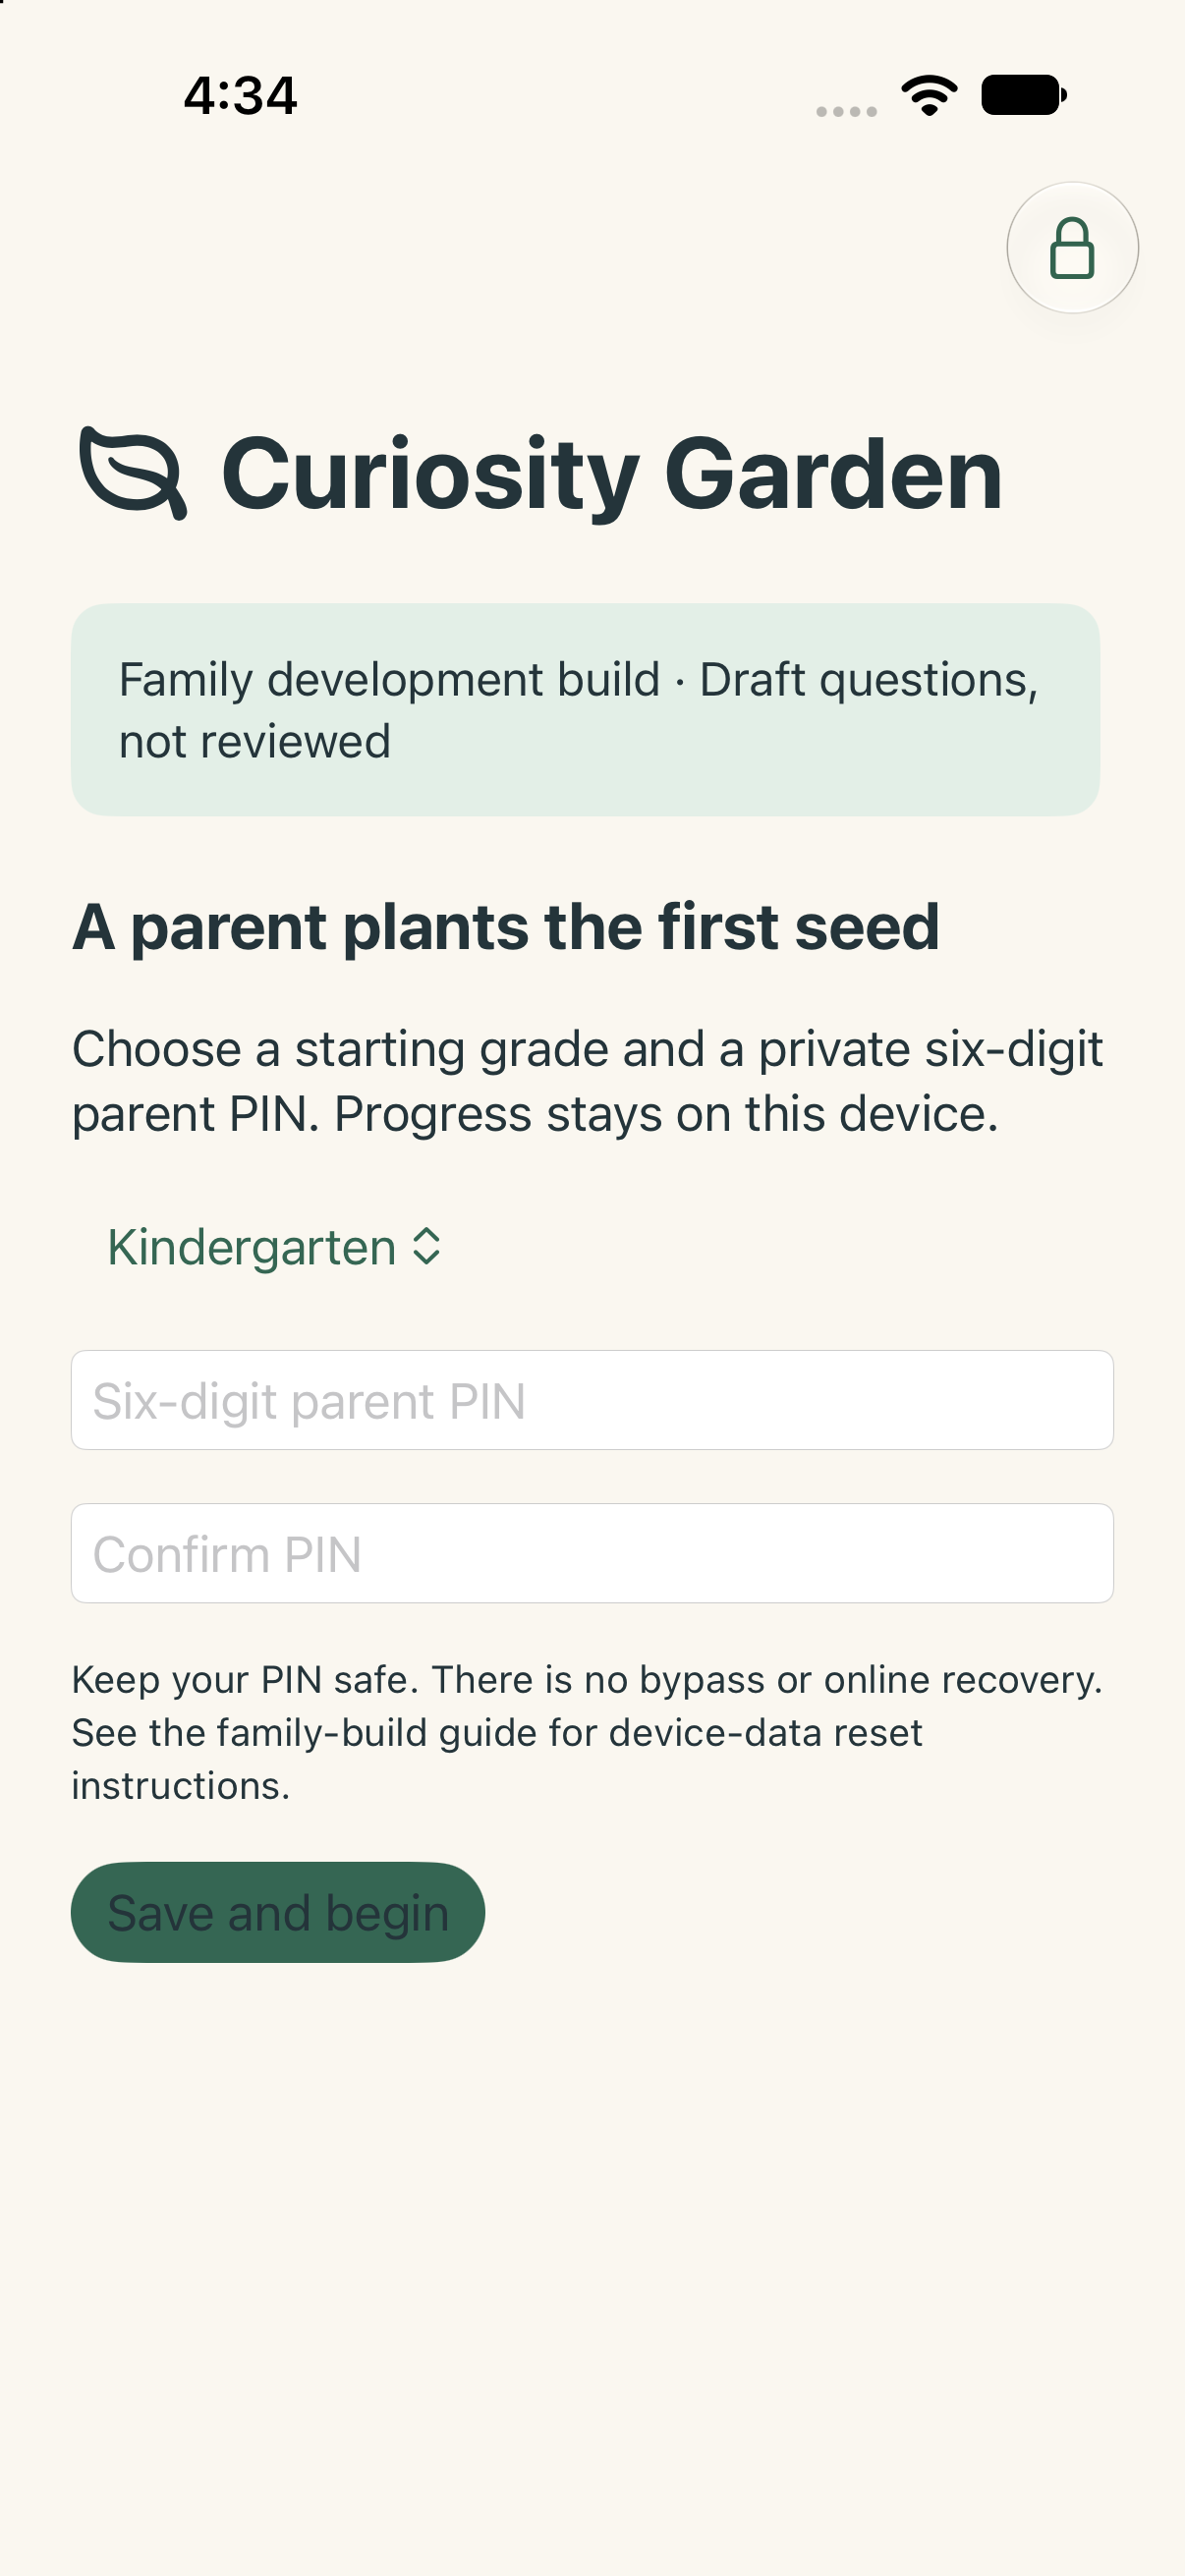 4:34
Curiosity Garden
Family development build · Draft questions,
not reviewed
A parent plants the first seed
Choose a starting grade and a private six-digit
parent PIN. Progress stays on this device.
Kindergarten
Six-digit parent PIN
Confirm PIN
Keep your PIN safe. There is no bypass or online recovery.
See the family-build guide for device-data reset
instructions.
Save and begin